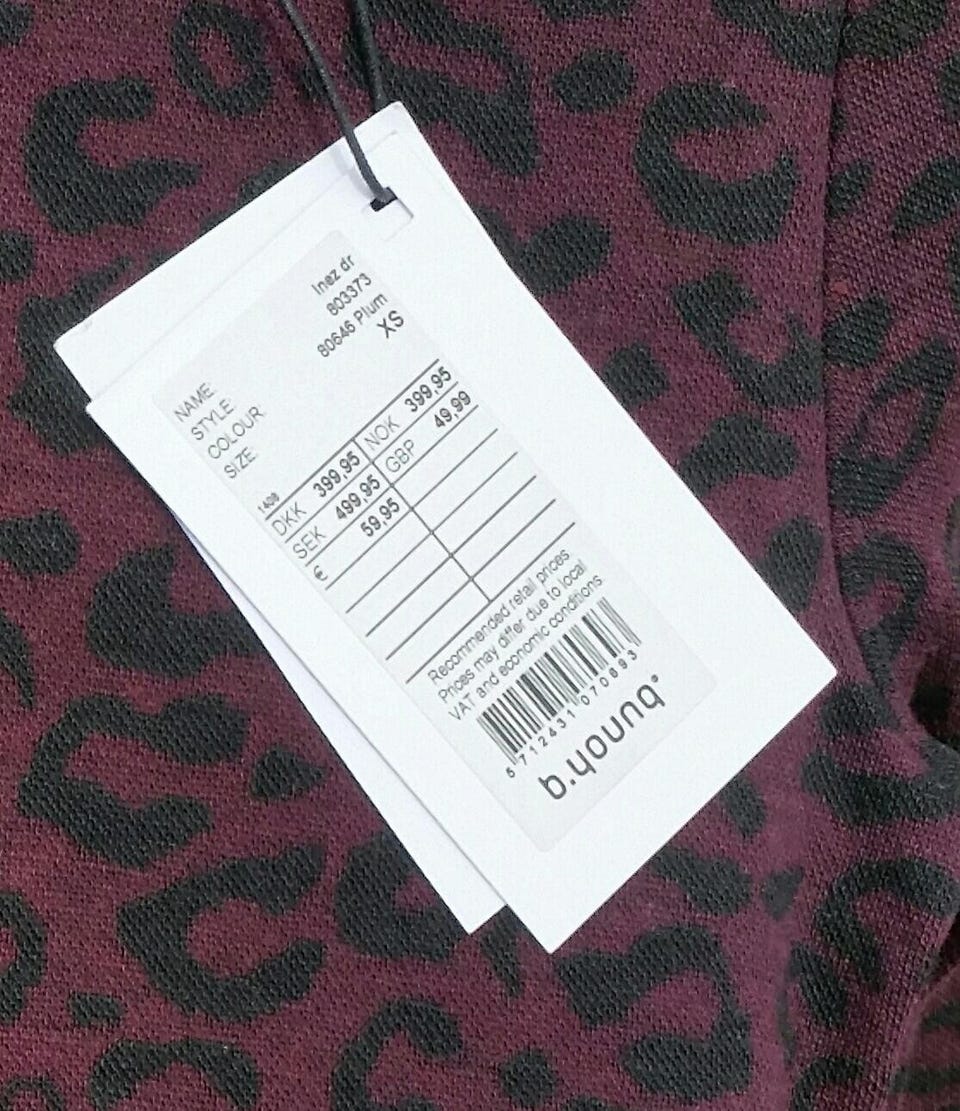 NAME: Inez dr
STYLE: 803373
COLOUR: 80646 Plum
SIZE: XS
1409
DKK 399,95 NOK 399,95
SEK 499,95 GBP 49,99
€ 59,95
Recommended retail prices
Prices may differ due to local
VAT and economic conditions
5712431070893
b.young®